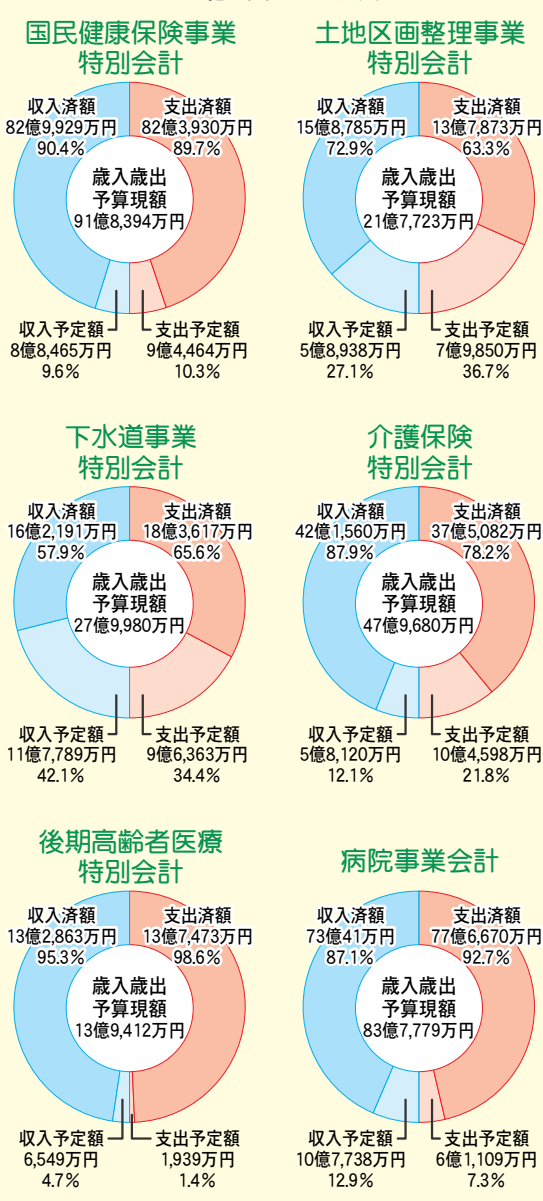 国民健康保険事業
特別会計
収入済額
82億9,929万円
90.4%
支出済額
82億3,930万円
89.7%
歳入歳出
予算現額
91億8,394万円
収入予定額
8億8,465万円
9.6%
支出予定額
9億4,464万円
10.3%
土地区画整理事業
特別会計
収入済額
15億8,785万円
72.9%
支出済額
13億7,873万円
63.3%
歳入歳出
予算現額
21億7,723万円
収入予定額
5億8,938万円
27.1%
支出予定額
7億9,850万円
36.7%
下水道事業
特別会計
収入済額
16億2,191万円
57.9%
支出済額
18億3,617万円
65.6%
歳入歳出
予算現額
27億9,980万円
収入予定額
11億7,789万円
42.1%
支出予定額
9億6,363万円
34.4%
介護保険
特別会計
収入済額
42億1,560万円
87.9%
支出済額
37億5,082万円
78.2%
歳入歳出
予算現額
47億9,680万円
収入予定額
5億8,120万円
12.1%
支出予定額
10億4,598万円
21.8%
後期高齢者医療
特別会計
収入済額
13億2,863万円
95.3%
支出済額
13億7,473万円
98.6%
歳入歳出
予算現額
13億9,412万円
収入予定額
6,549万円
4.7%
支出予定額
1,939万円
1.4%
病院事業会計
収入済額
73億41万円
87.1%
支出済額
77億6,670万円
92.7%
歳入歳出
予算現額
83億7,779万円
収入予定額
10億7,738万円
12.9%
支出予定額
6億1,109万円
7.3%